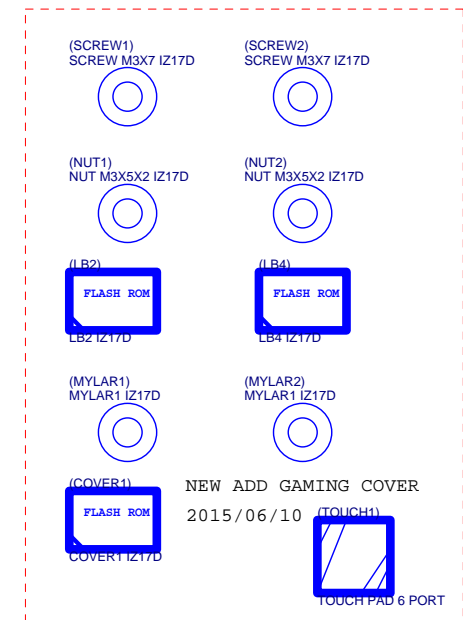 (SCREW1)
SCREW M3X7 IZ17D
(SCREW2)
SCREW M3X7 IZ17D
(NUT1)
NUT M3X5X2 IZ17D
(NUT2)
NUT M3X5X2 IZ17D
(LB2)
FLASH ROM
LB2 IZ17D
(LB4)
FLASH ROM
LB4 IZ17D
(MYLAR1)
MYLAR1 IZ17D
(MYLAR2)
MYLAR1 IZ17D
(COVER1)
FLASH ROM
COVER1 IZ17D
NEW ADD GAMING COVER
2015/06/10
(TOUCH1)
TOUCH PAD 6 PORT